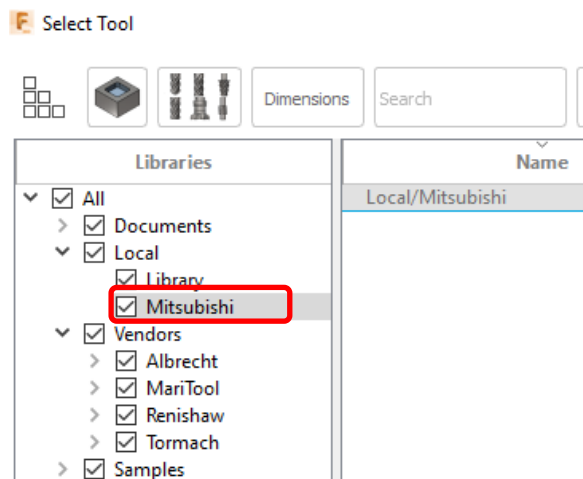 Select Tool
Dimensions
Search
Libraries
Name
All
Local/Mitsubishi
Documents
Local
Library
Mitsubishi
Vendors
Albrecht
MariTool
Renishaw
Tormach
Samples